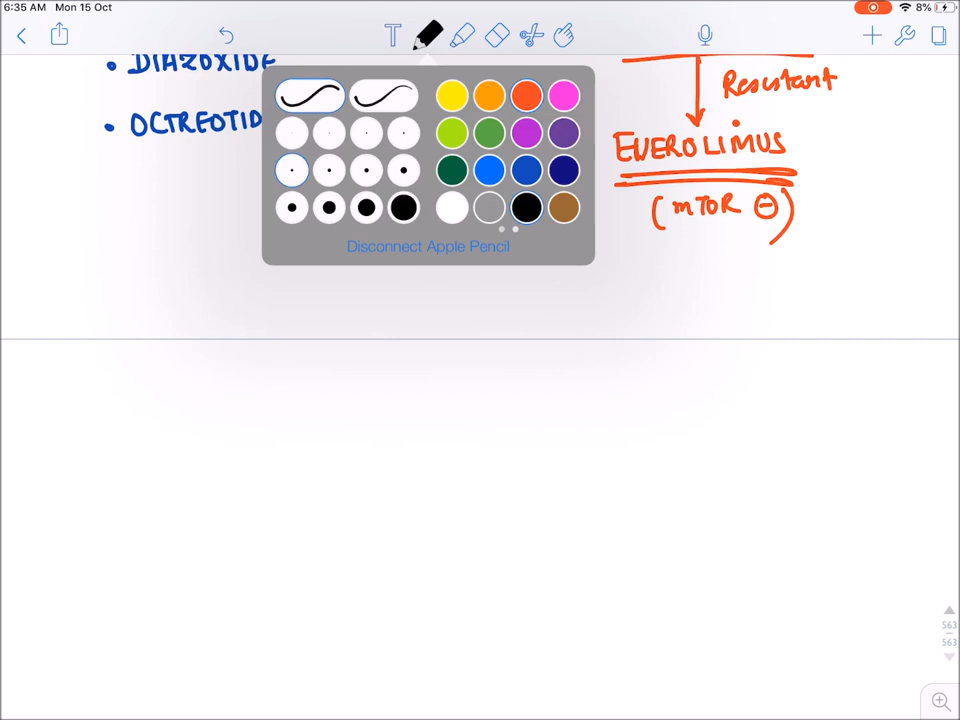 6:35 AM Mon 15 Oct
8%
T
• DIAZOXIDE
Resistant
• OCTREOTID
EVEROLIMUS
(mTOR ⊖)
Disconnect Apple Pencil
563
563